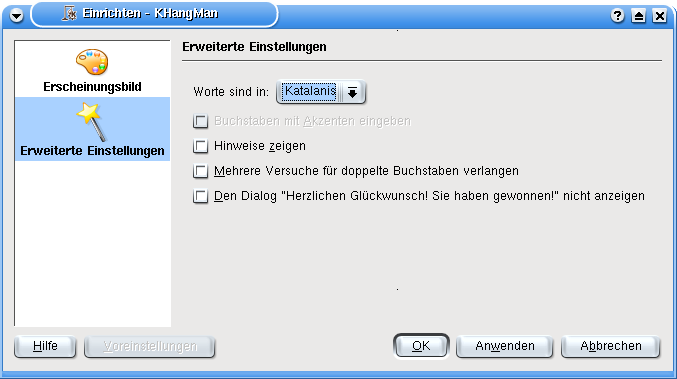 Einrichten - KHangMan
Erscheinungsbild
Erweiterte Einstellungen
Erweiterte Einstellungen
Worte sind in: Katalanis
Buchstaben mit Akzenten eingeben
Hinweise zeigen
Mehrere Versuche für doppelte Buchstaben verlangen
Den Dialog "Herzlichen Glückwunsch! Sie haben gewonnen!" nicht anzeigen
Hilfe Voreinstellungen OK Anwenden Abbrechen